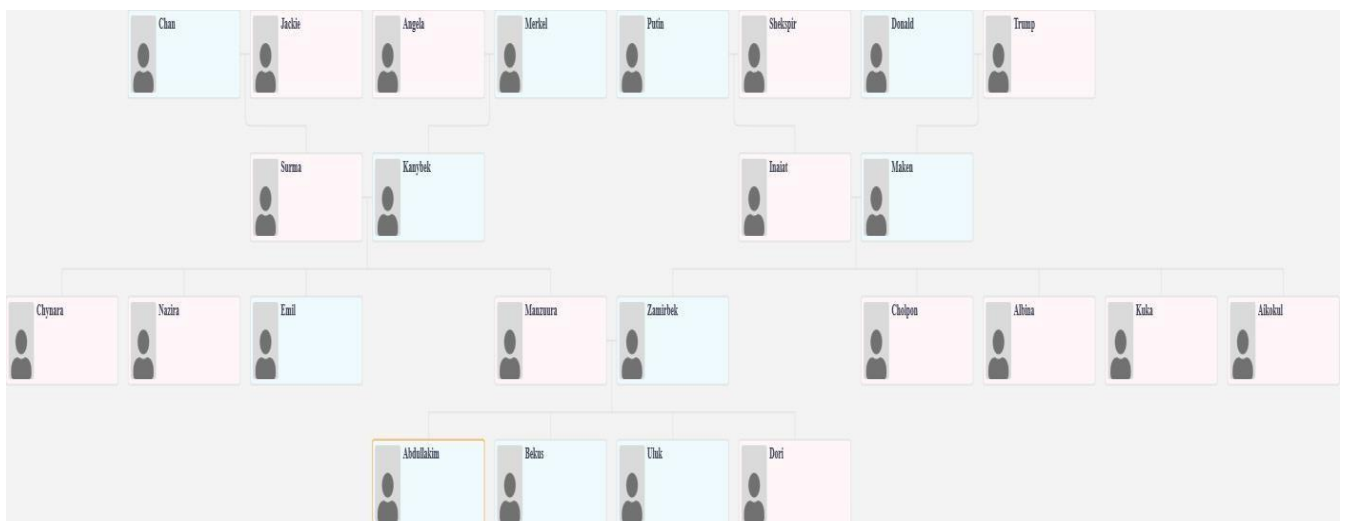 Chan
Jackie
Angela
Merkel
Putin
Shekspir
Donald
Trump
Surma
Kanybek
Inaiat
Maken
Chynara
Nazira
Emil
Manzuura
Zamirbek
Cholpon
Albina
Kuka
Aikokul
Abdullakim
Bekus
Uluk
Dori